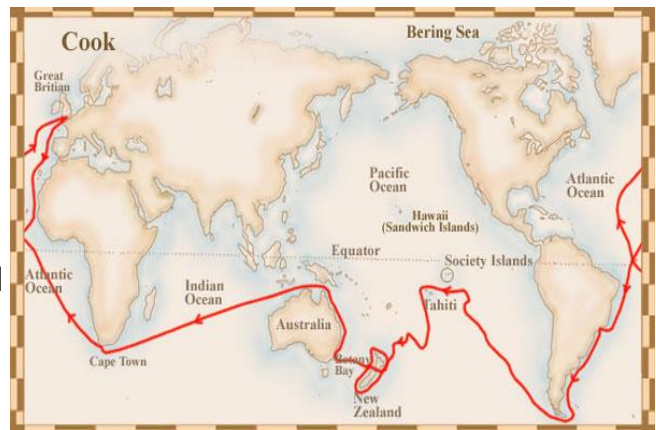 Cook
Bering Sea
Great
Britian
Pacific
Ocean
Atlantic
Ocean
Hawaii
(Sandwich Islands)
Equator
Society Islands
Atlantic
Ocean
Indian
Ocean
Tahiti
Australia
Botany
Bay
Cape Town
New
Zealand